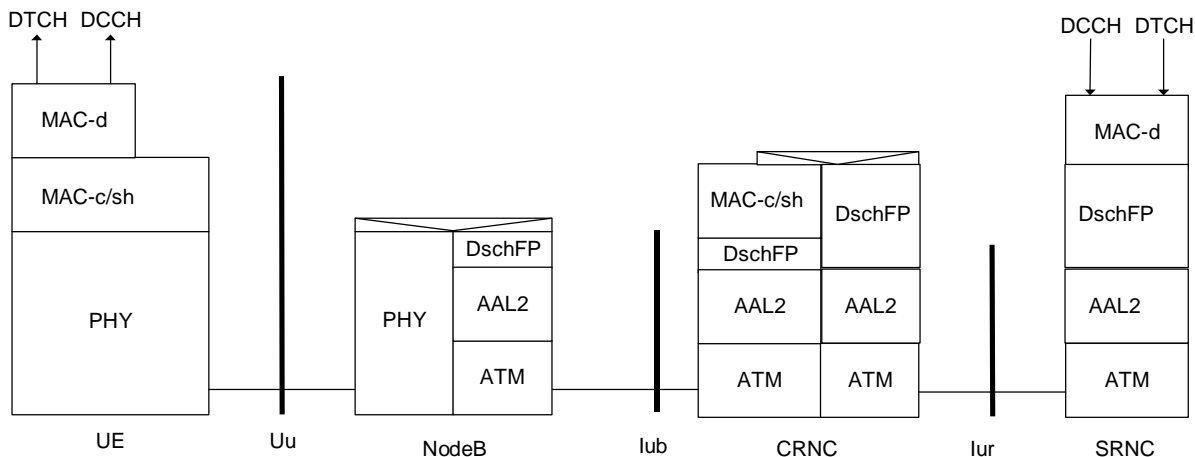 DTCH DCCH
DCCH DTCH
MAC-d
MAC-d
MAC-c/sh
MAC-c/sh
DschFP
DschFP
DschFP
DschFP
PHY
PHY
AAL2
AAL2
AAL2
AAL2
ATM
ATM
ATM
ATM
UE
Uu
NodeB
Iub
CRNC
Iur
SRNC